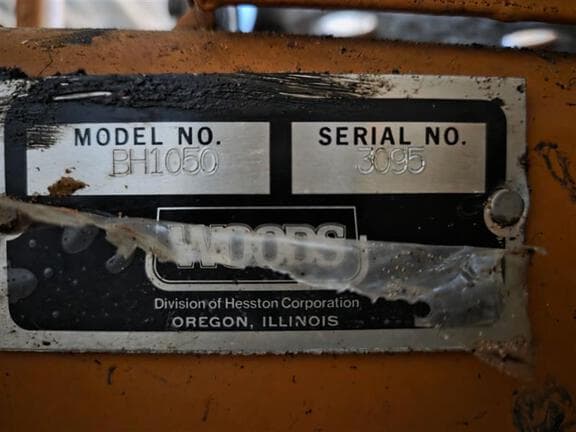 MODEL NO. SERIAL NO.
BH1050 3095
WOODS
Division of Hesston Corporation
OREGON, ILLINOIS